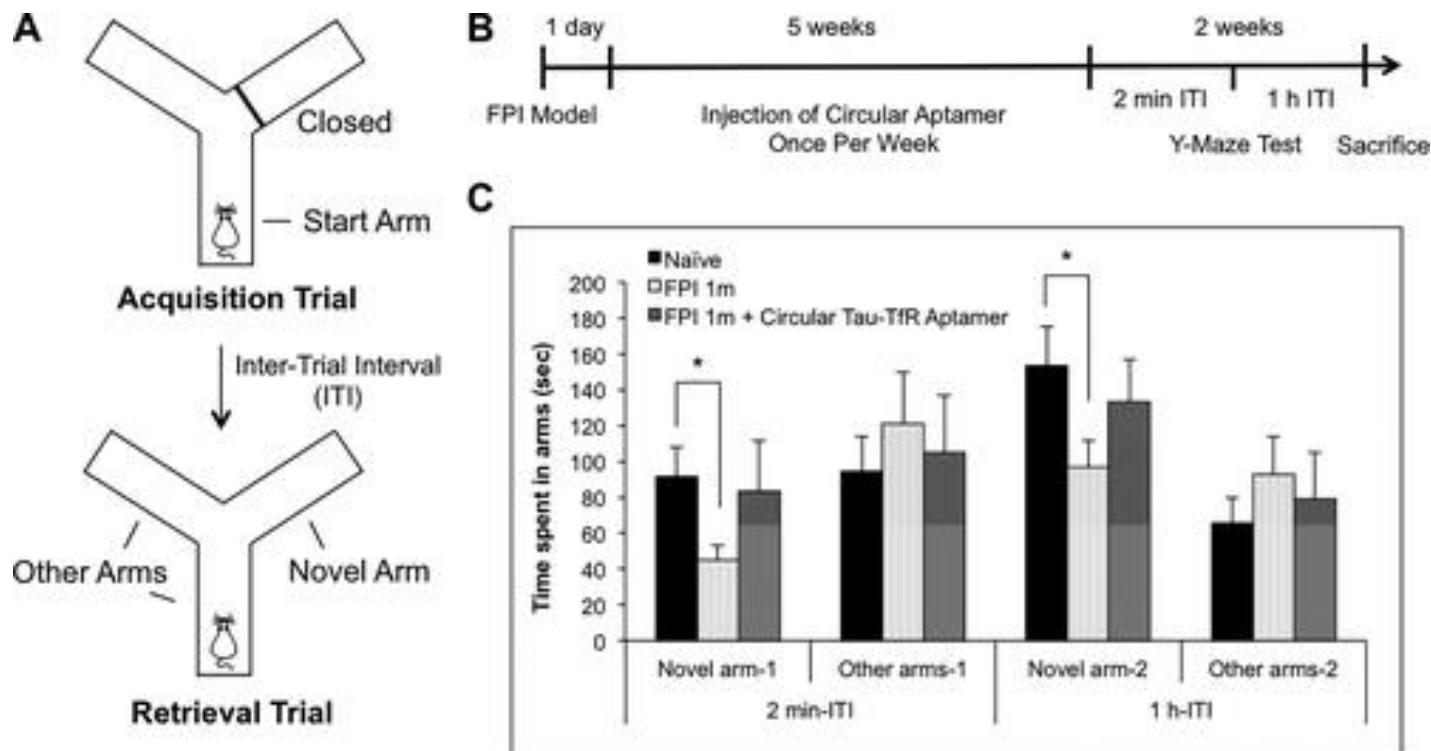 A
Closed
Start Arm
Acquisition Trial
Inter-Trial Interval
(ITI)
Other Arms
Novel Arm
Retrieval Trial
B
1 day
5 weeks
2 weeks
2 min ITI
1 h ITI
FPI Model
Injection of Circular Aptamer
Once Per Week
Y-Maze Test
Sacrifice
C
Naïve
FPI 1m
FPI 1m + Circular Tau-TfR Aptamer
*
*
Time spent in arms (sec)
200
180
160
140
120
100
80
60
40
20
0
Novel arm-1
Other arms-1
Novel arm-2
Other arms-2
2 min-ITI
1 h-ITI